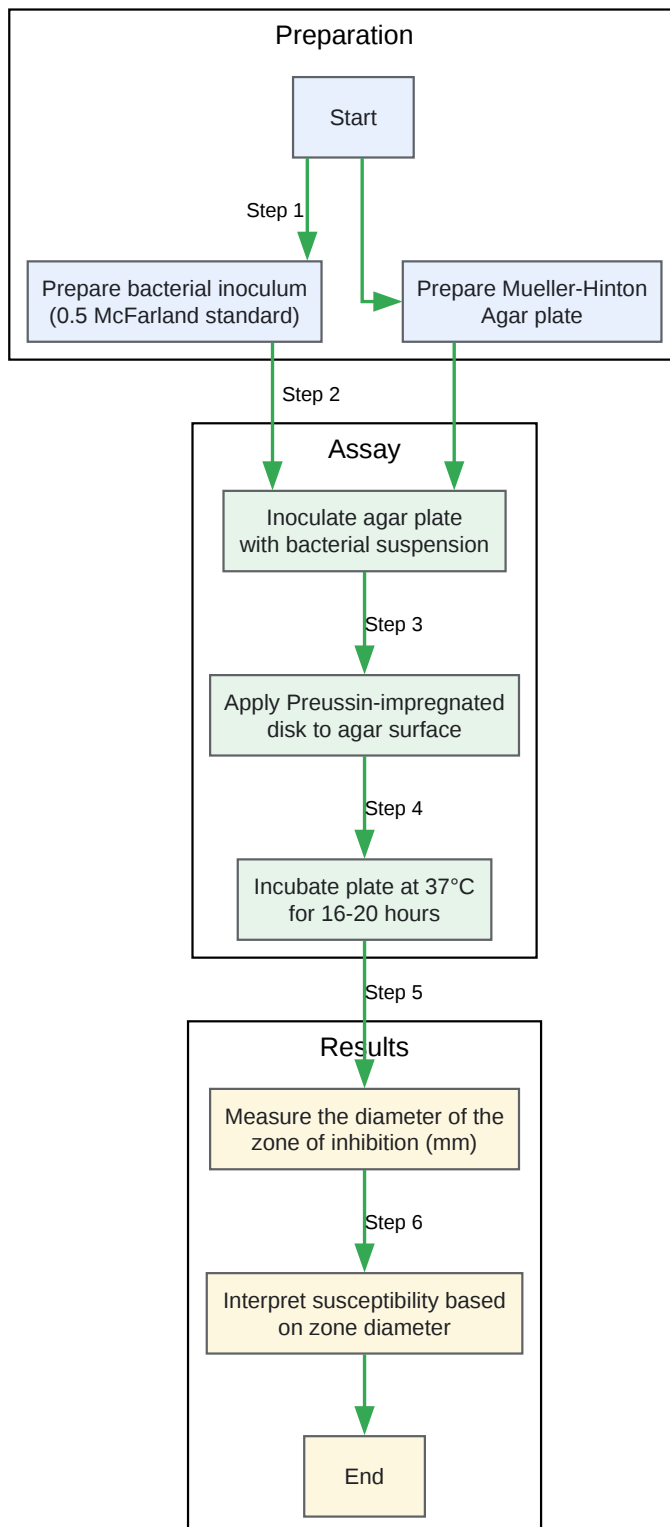 Preparation
Start
Step 1
Prepare bacterial inoculum
(0.5 McFarland standard)
Prepare Mueller-Hinton
Agar plate
Step 2
Assay
Inoculate agar plate
with bacterial suspension
Step 3
Apply Preussin-impregnated
disk to agar surface
Step 4
Incubate plate at 37°C
for 16-20 hours
Step 5
Results
Measure the diameter of the
zone of inhibition (mm)
Step 6
Interpret susceptibility based
on zone diameter
End